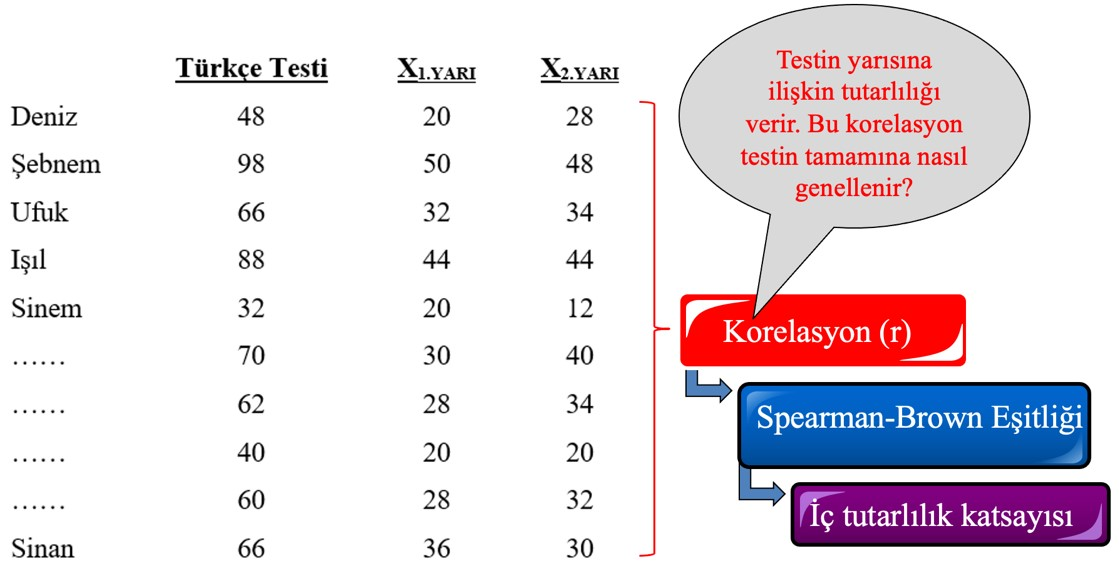 Türkçe Testi X1.YARI X2.YARI
Deniz 48 20 28
Şebnem 98 50 48
Ufuk 66 32 34
Işıl 88 44 44
Sinem 32 20 12
…… 70 30 40
…… 62 28 34
…… 40 20 20
…… 60 28 32
Sinan 66 36 30
Testin yarısına
ilişkin tutarlılığı
verir. Bu korelasyon
testin tamamına nasıl
genellenir?
Korelasyon (r)
Spearman-Brown Eşitliği
İç tutarlılık katsayısı